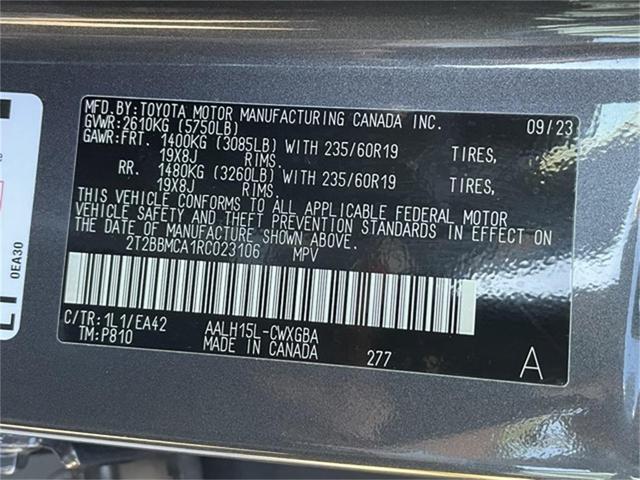 MFD.BY:TOYOTA MOTOR MANUFACTURING CANADA INC. 09/23
GVWR:2610KG (5750LB)
GAWR:FRT. 1400KG (3085LB) WITH 235/60R19 TIRES,
19X8J RIMS.
RR. 1480KG (3260LB) WITH 235/60R19 TIRES,
19X8J RIMS.
THIS VEHICLE CONFORMS TO ALL APPLICABLE FEDERAL MOTOR
VEHICLE SAFETY AND THEFT PREVENTION STANDARDS IN EFFECT ON
THE DATE OF MANUFACTURE SHOWN ABOVE.
2T2BBMCA1RC023106 MPV
C/TR:1L1/EA42 AALH15L-CWXGBA
TM:P810 MADE IN CANADA 277 A
0EA30